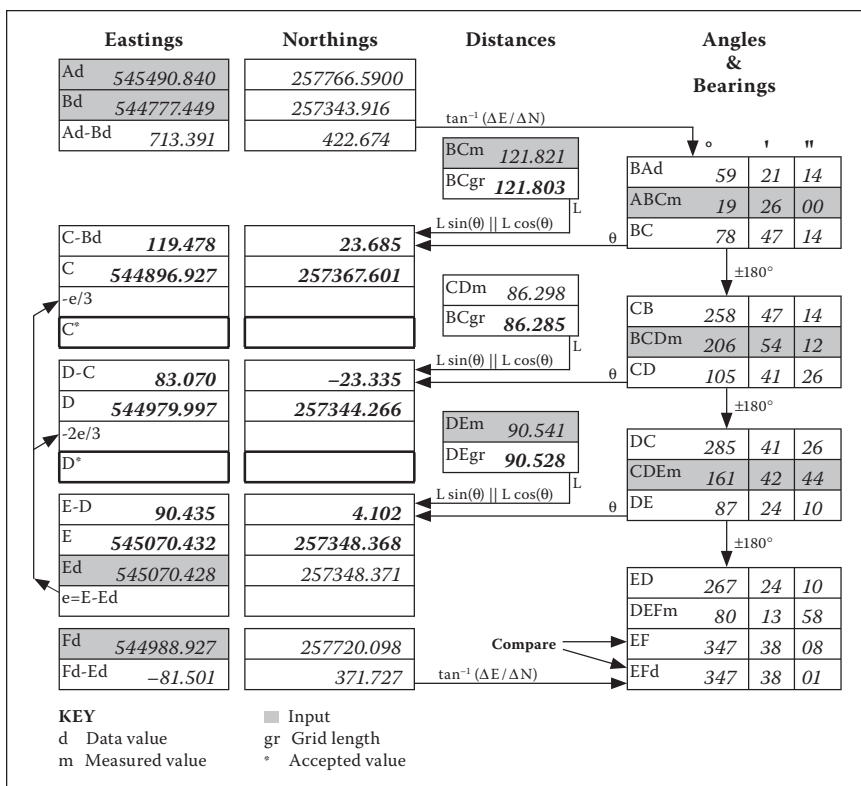 Eastings Northings Distances Angles
&
Bearings
Ad 545490.840 257766.5900
Bd 544777.449 257343.916
Ad-Bd 713.391 422.674
tan⁻¹ (ΔE/ΔN)
° ' "
BCm 121.821
BCgr 121.803
L
BAd 59 21 14
ABCm 19 26 00
BC 78 47 14
L sin(θ) || L cos(θ)
θ
C-Bd 119.478 23.685
C 544896.927 257367.601
-e/3
C*
±180°
CDm 86.298
BCgr 86.285
L
CB 258 47 14
BCDm 206 54 12
CD 105 41 26
L sin(θ) || L cos(θ)
θ
D-C 83.070 –23.335
D 544979.997 257344.266
-2e/3
D*
±180°
DEm 90.541
DEgr 90.528
L
DC 285 41 26
CDEm 161 42 44
DE 87 24 10
L sin(θ) || L cos(θ)
θ
E-D 90.435 4.102
E 545070.432 257348.368
Ed 545070.428 257348.371
e=E-Ed
±180°
ED 267 24 10
DEFm 80 13 58
EF 347 38 08
EFd 347 38 01
Compare
Fd 544988.927 257720.098
Fd-Ed –81.501 371.727
tan⁻¹ (ΔE/ΔN)
KEY
Input
d Data value
gr Grid length
m Measured value
* Accepted value